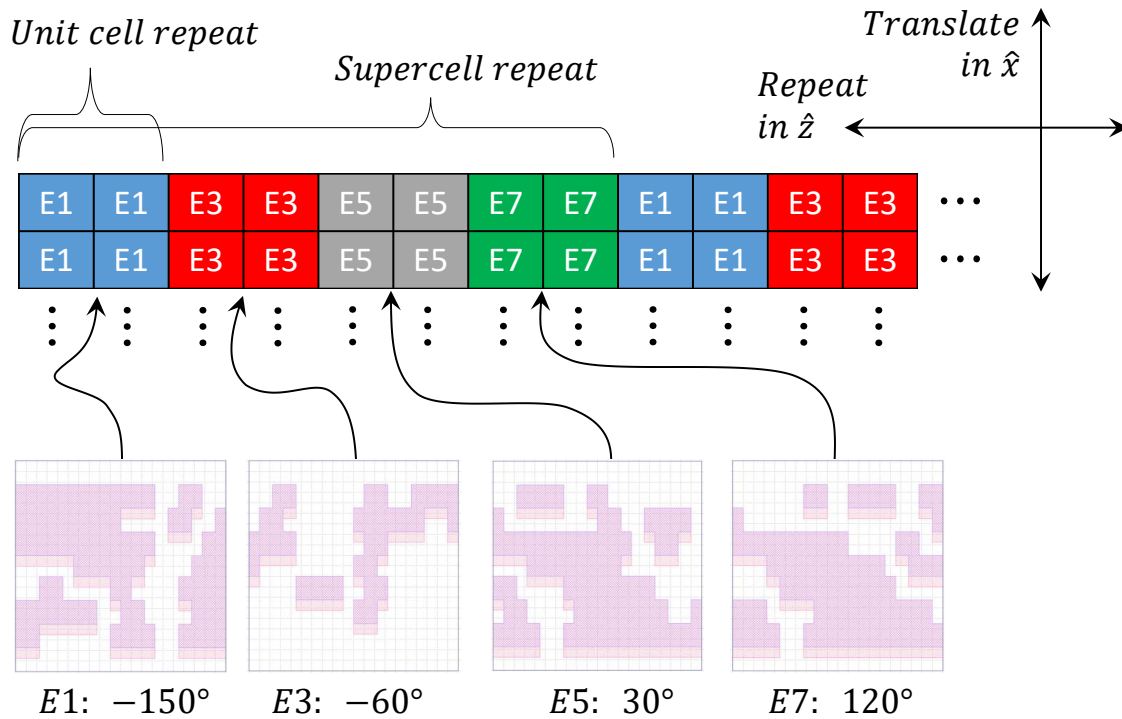 Unit cell repeat
Supercell repeat
Translate
in x̂
Repeat
in ẑ
E1 E1 E3 E3 E5 E5 E7 E7 E1 E1 E3 E3 ...
E1 E1 E3 E3 E5 E5 E7 E7 E1 E1 E3 E3 ...
E1: −150° E3: −60° E5: 30° E7: 120°